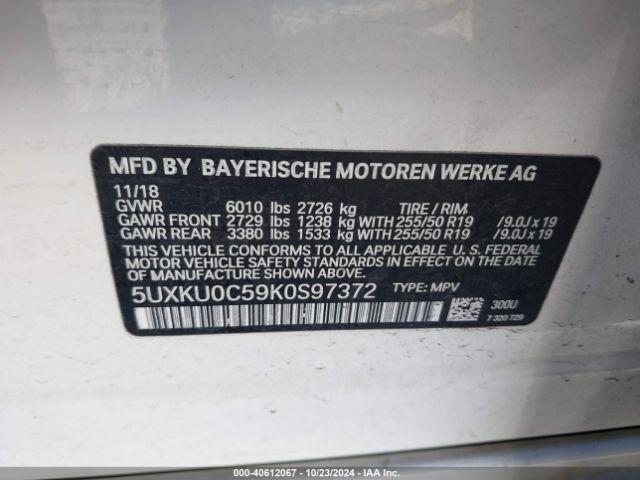 MFD BY BAYERISCHE MOTOREN WERKE AG
11/18
GVWR 6010 lbs 2726 kg TIRE / RIM
GAWR FRONT 2729 lbs 1238 kg WITH 255/50 R19 /9.0J x 19
GAWR REAR 3380 lbs 1533 kg WITH 255/50 R19 /9.0J x 19
THIS VEHICLE CONFORMS TO ALL APPLICABLE U. S. FEDERAL
MOTOR VEHICLE SAFETY STANDARDS IN EFFECT ON THE DATE
OF MANUFACTURE SHOWN ABOVE.
5UXKU0C59K0S97372 TYPE: MPV
300U
7 320 729
000-40612067 - 10/23/2024 - IAA Inc.